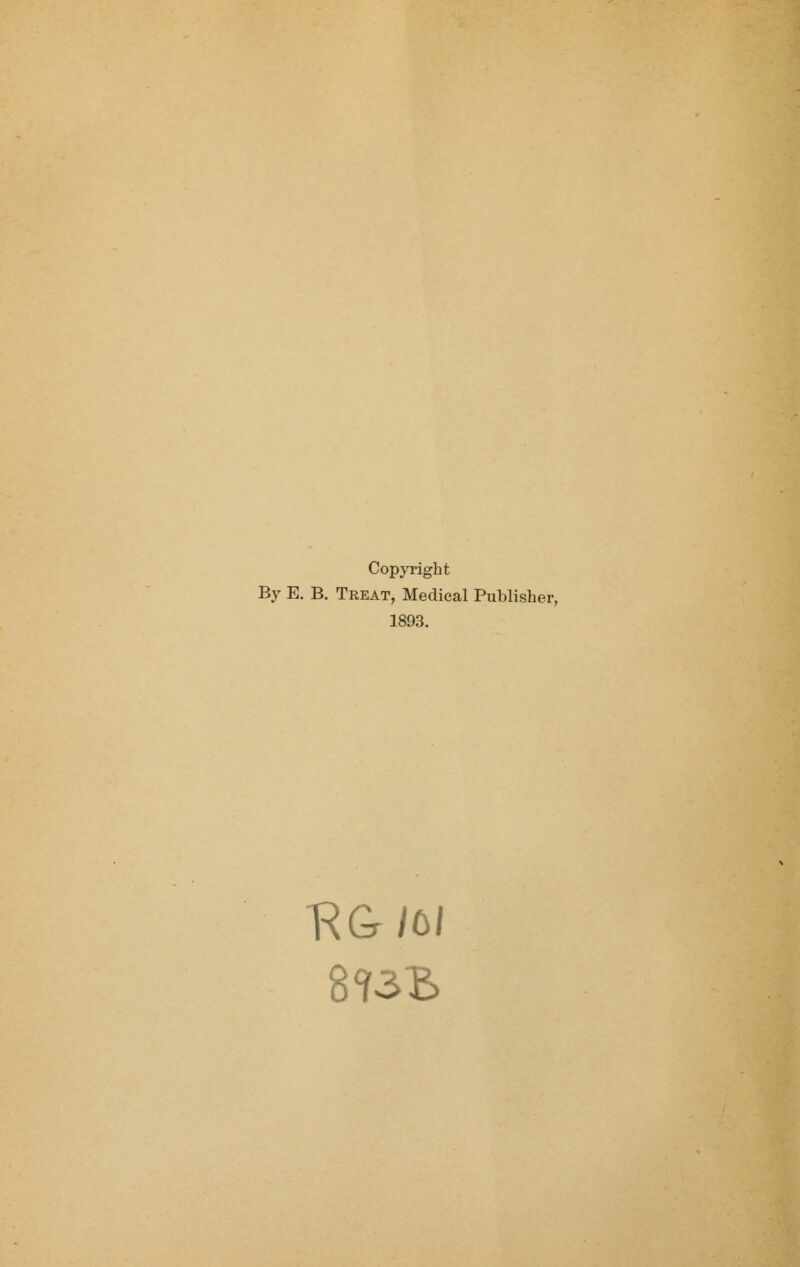 Copyright
By E. B. TREAT, Medical Publisher,
1893.
RG 101
893B